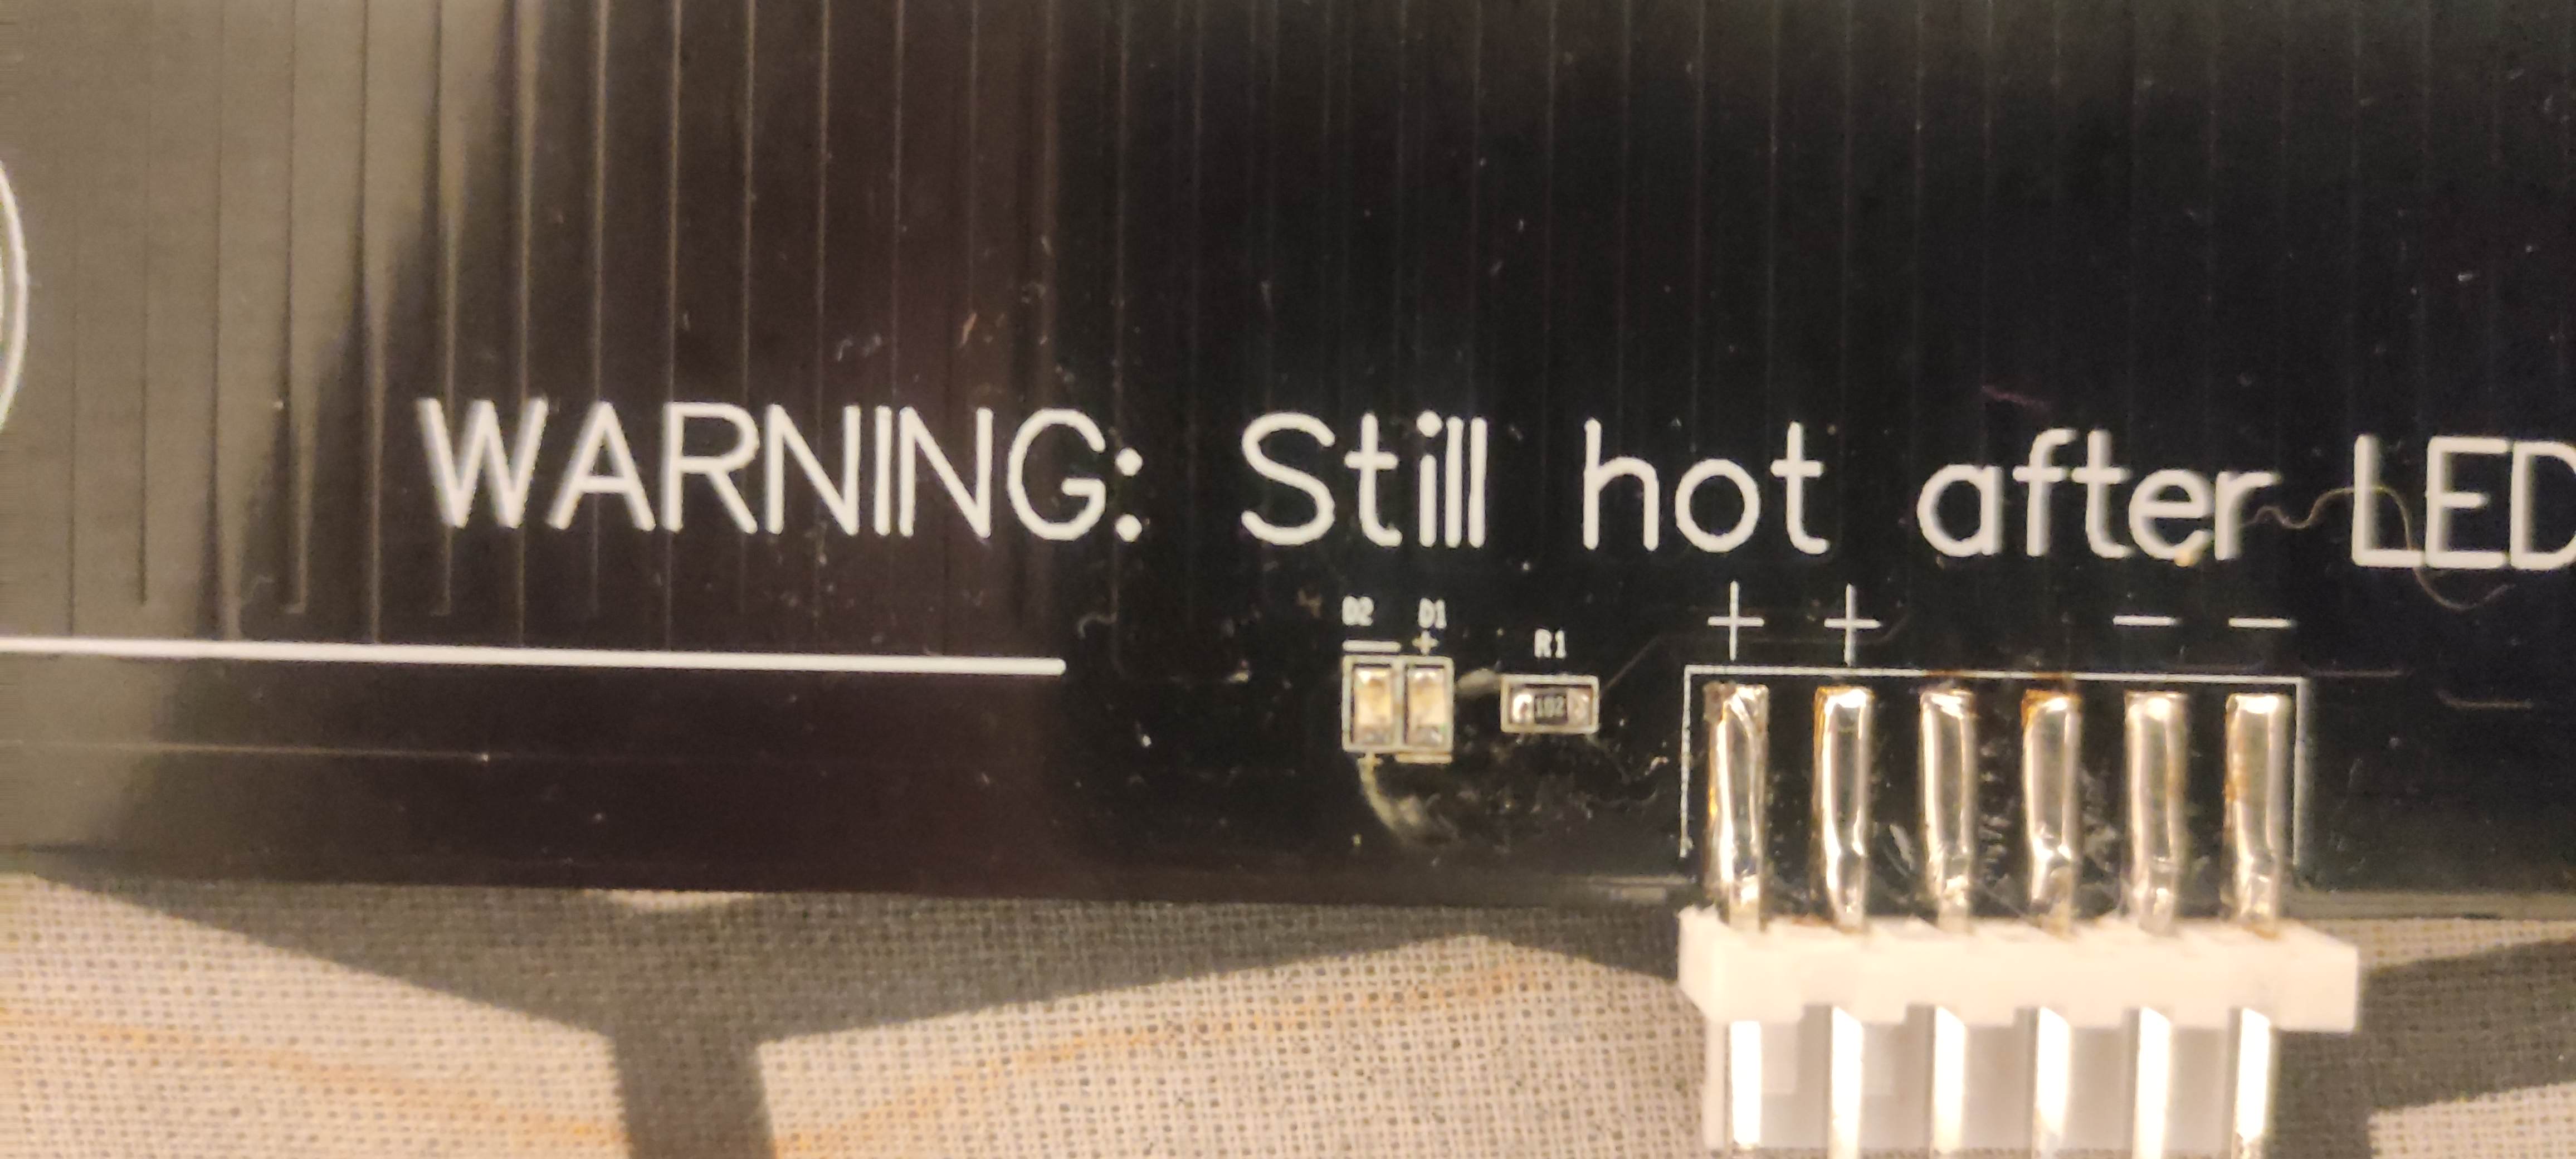 WARNING: Still hot after LED
+ + — —
D2 D1 R1
— +
102
+ —